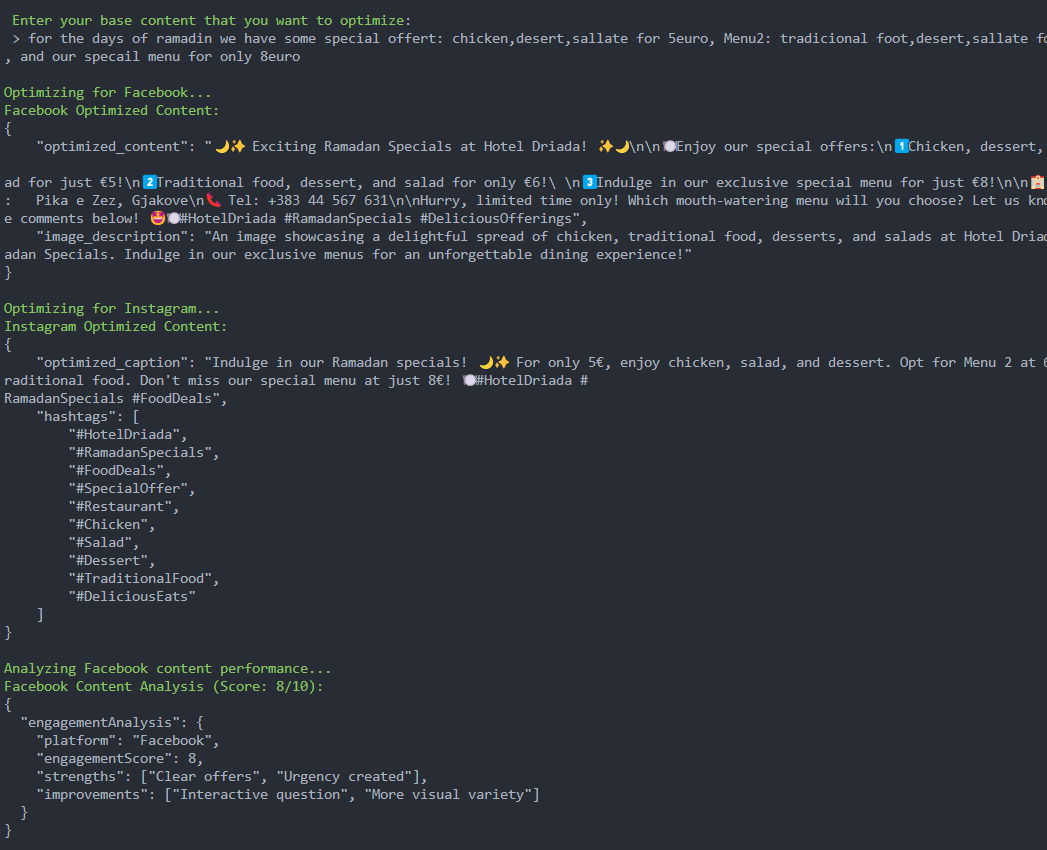 Enter your base content that you want to optimize:
> for the days of ramadin we have some special offert: chicken,desert,sallate for 5euro, Menu2: tradicional foot,desert,sallate fo
, and our specail menu for only 8euro
Optimizing for Facebook...
Facebook Optimized Content:
{
"optimized_content": "🌙✨ Exciting Ramadan Specials at Hotel Driada! ✨🌙\n\n🍽️Enjoy our special offers:\n1️⃣Chicken, dessert,
ad for just €5!\n2️⃣Traditional food, dessert, and salad for only €6!\ \n3️⃣Indulge in our exclusive special menu for just €8!\n\n🏨
: Pika e Zez, Gjakove\n📞 Tel: +383 44 567 631\n\nHurry, limited time only! Which mouth-watering menu will you choose? Let us kno
e comments below! 🤩🍽️#HotelDriada #RamadanSpecials #DeliciousOfferings",
"image_description": "An image showcasing a delightful spread of chicken, traditional food, desserts, and salads at Hotel Driad
adan Specials. Indulge in our exclusive menus for an unforgettable dining experience!"
}
Optimizing for Instagram...
Instagram Optimized Content:
{
"optimized_caption": "Indulge in our Ramadan specials! 🌙✨ For only 5€, enjoy chicken, salad, and dessert. Opt for Menu 2 at 6
raditional food. Don't miss our special menu at just 8€! 🍽️#HotelDriada #
RamadanSpecials #FoodDeals",
"hashtags": [
"#HotelDriada",
"#RamadanSpecials",
"#FoodDeals",
"#SpecialOffer",
"#Restaurant",
"#Chicken",
"#Salad",
"#Dessert",
"#TraditionalFood",
"#DeliciousEats"
]
}
Analyzing Facebook content performance...
Facebook Content Analysis (Score: 8/10):
{
"engagementAnalysis": {
"platform": "Facebook",
"engagementScore": 8,
"strengths": ["Clear offers", "Urgency created"],
"improvements": ["Interactive question", "More visual variety"]
}
}